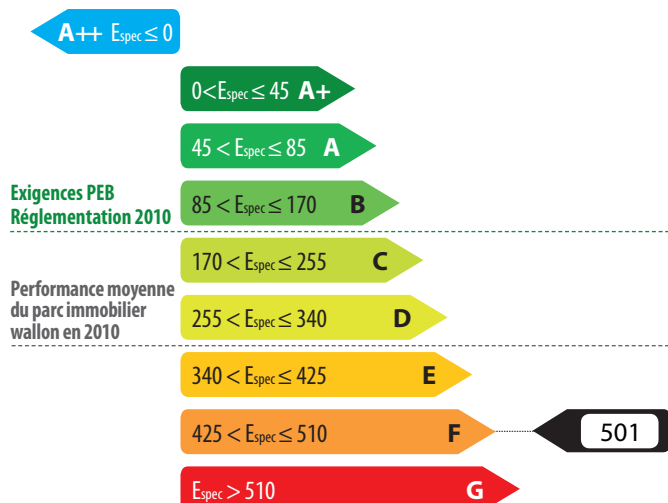 A++ Espec ≤ 0
0<Espec ≤ 45 A+
45 < Espec ≤ 85 A
Exigences PEB
Réglementation 2010
85 < Espec ≤ 170 B
170 < Espec ≤ 255 C
Performance moyenne
du parc immobilier
wallon en 2010
255 < Espec ≤ 340 D
340 < Espec ≤ 425 E
425 < Espec ≤ 510 F
501
Espec > 510 G